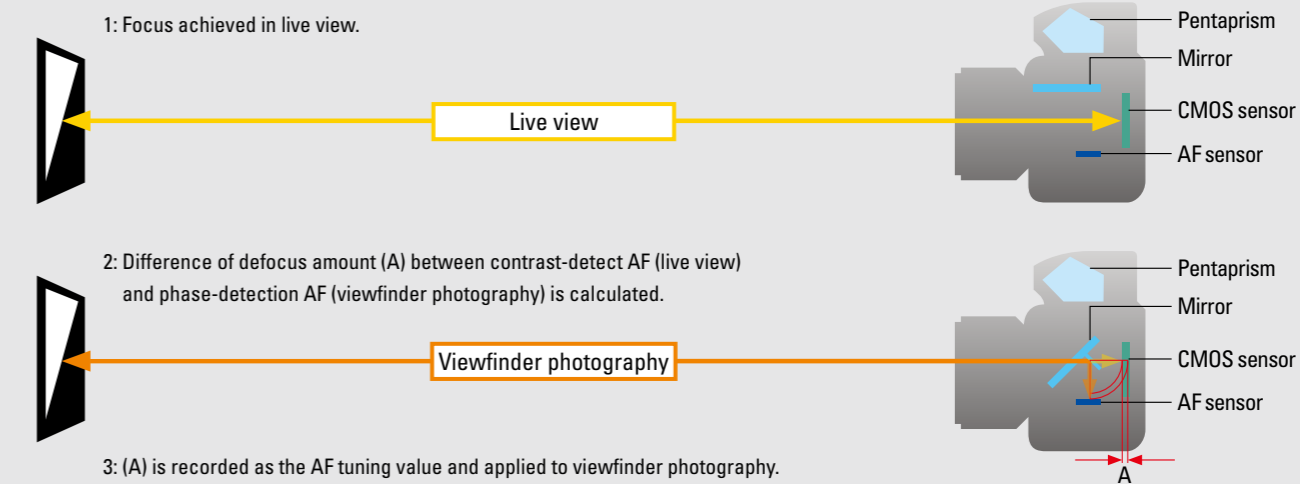 1: Focus achieved in live view.
Pentaprism
Mirror
CMOS sensor
AF sensor
Live view
2: Difference of defocus amount (A) between contrast-detect AF (live view)
and phase-detection AF (viewfinder photography) is calculated.
Pentaprism
Mirror
CMOS sensor
AF sensor
Viewfinder photography
A
3: (A) is recorded as the AF tuning value and applied to viewfinder photography.